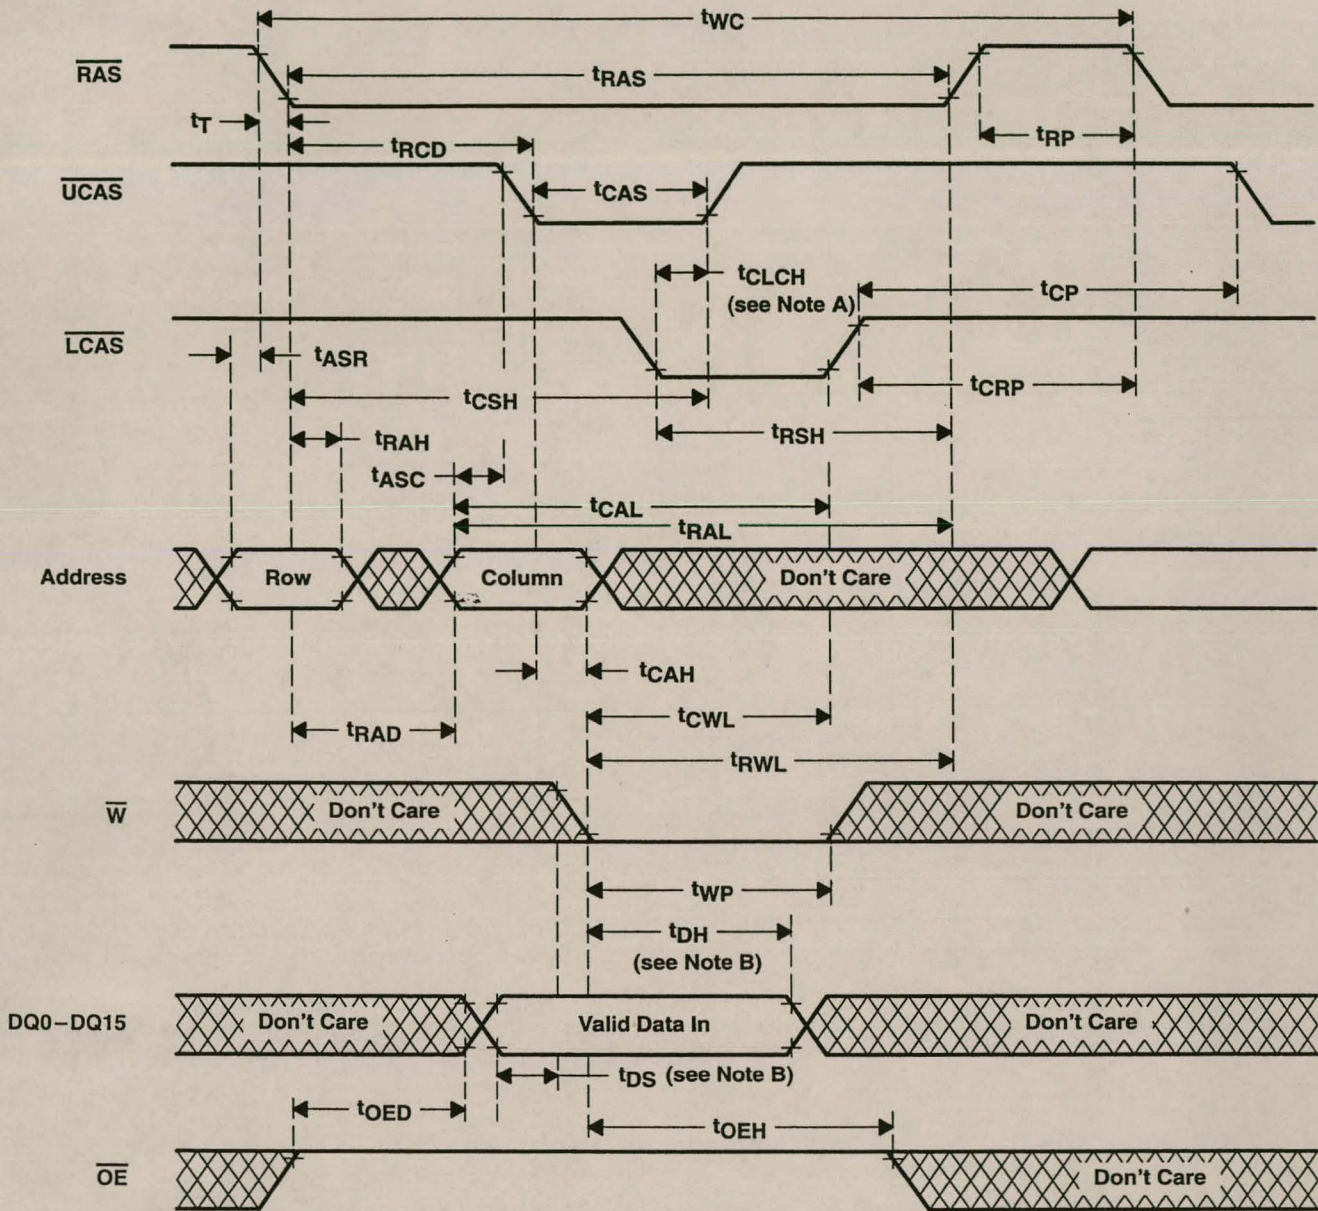 tWC
RAS
tRAS
tT
tRCD
tRP
UCAS
tCAS
tCLCH
(see Note A)
tCP
LCAS
tASR
tCSH
tCRP
tRAH
tRSH
tASC
tCAL
tRAL
Address
Row
Column
Don't Care
tCAH
tRAD
tCWL
tRWL
W
Don't Care
Don't Care
tWP
tDH
(see Note B)
DQ0–DQ15
Don't Care
Valid Data In
Don't Care
tDS (see Note B)
tOED
tOEH
OE
Don't Care